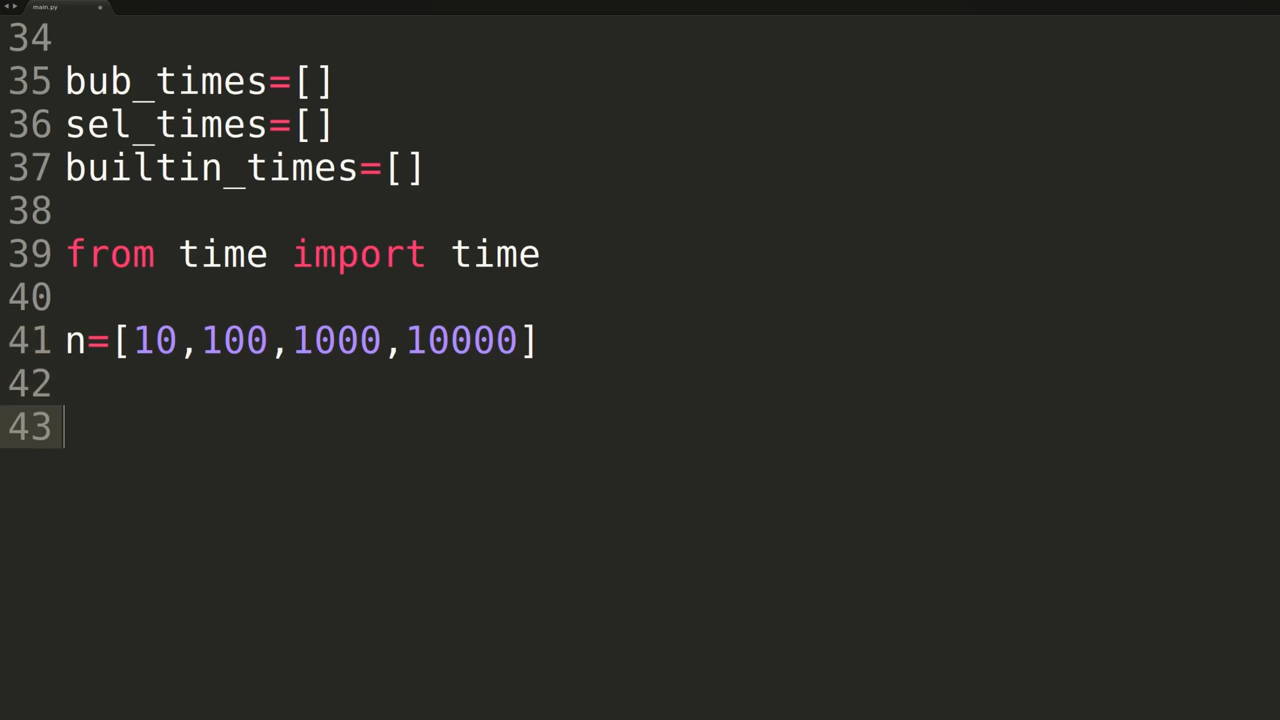 main.py
34
35 bub_times=[]
36 sel_times=[]
37 builtin_times=[]
38
39 from time import time
40
41 n=[10,100,1000,10000]
42
43